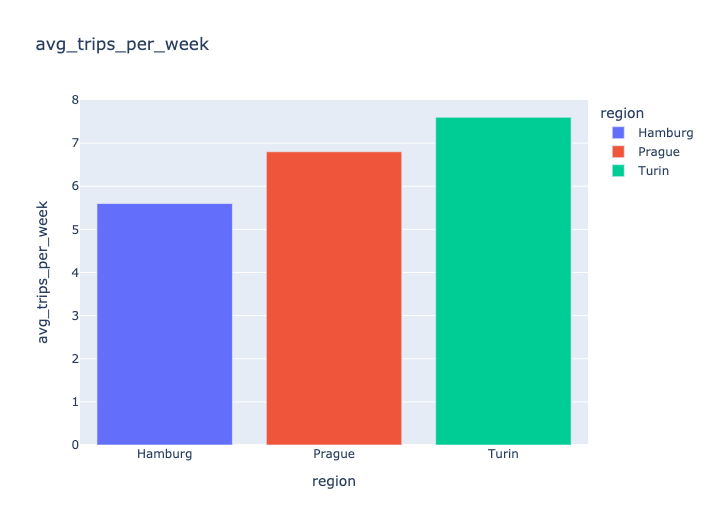 avg_trips_per_week
avg_trips_per_week
8
7
6
5
4
3
2
1
0
Hamburg
Prague
Turin
region
region
Hamburg
Prague
Turin